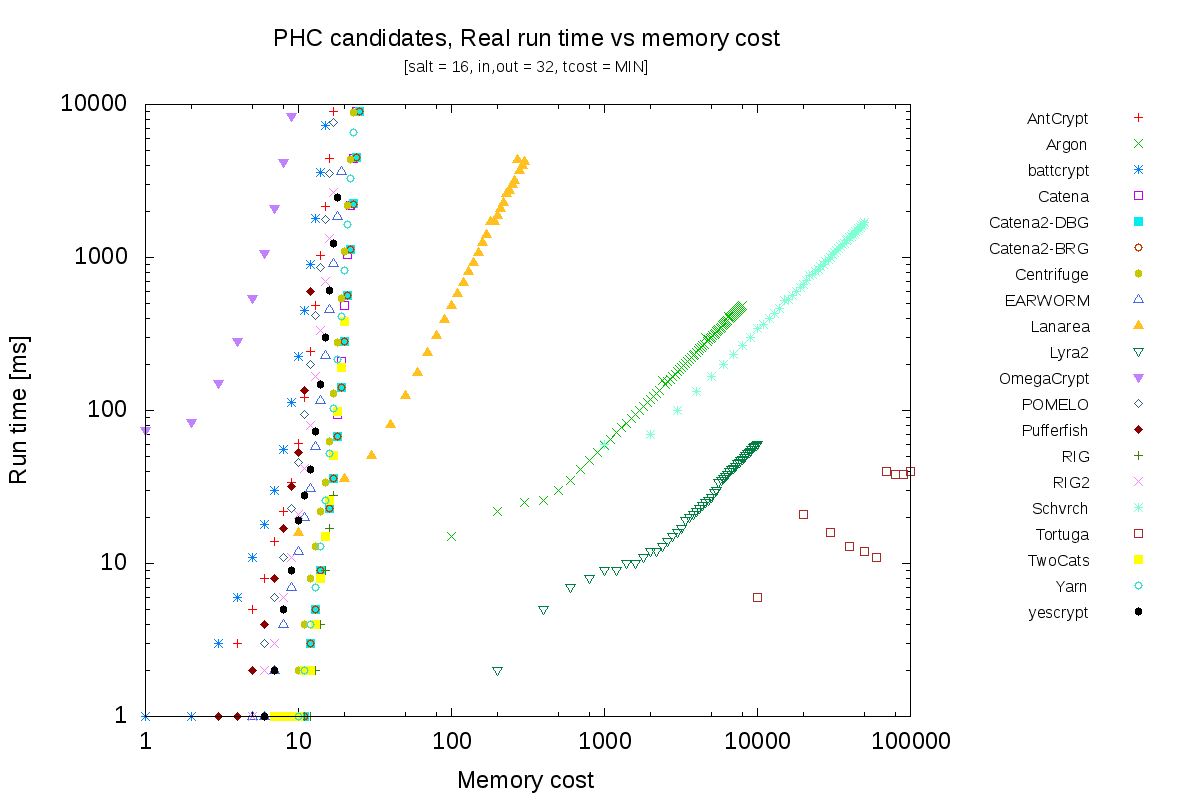 PHC candidates, Real run time vs memory cost
[salt = 16, in,out = 32, tcost = MIN]
10000
1000
100
10
1
Run time [ms]
1
10
100
1000
10000
100000
Memory cost
AntCrypt
Argon
battcrypt
Catena
Catena2-DBG
Catena2-BRG
Centrifuge
EARWORM
Lanarea
Lyra2
OmegaCrypt
POMELO
Pufferfish
RIG
RIG2
Schvrch
Tortuga
TwoCats
Yarn
yescrypt